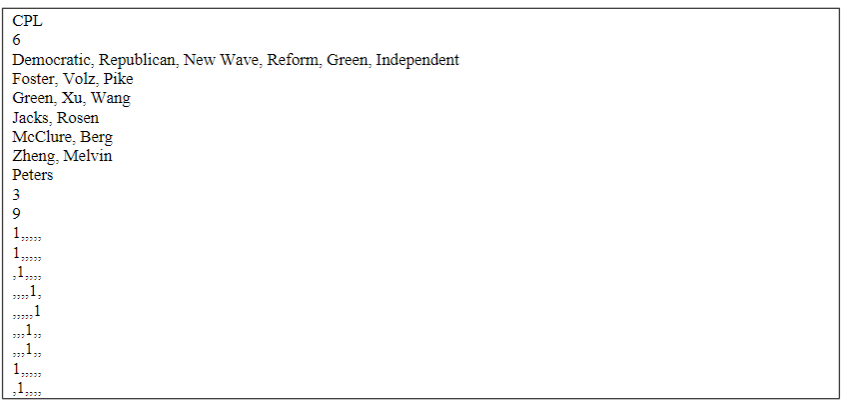 CPL
6
Democratic, Republican, New Wave, Reform, Green, Independent
Foster, Volz, Pike
Green, Xu, Wang
Jacks, Rosen
McClure, Berg
Zheng, Melvin
Peters
3
9
1,,,,,
1,,,,,
,1,,,,
,,,,1,
,,,,,1
,,,1,,
,,,1,,
1,,,,,
,1,,,,